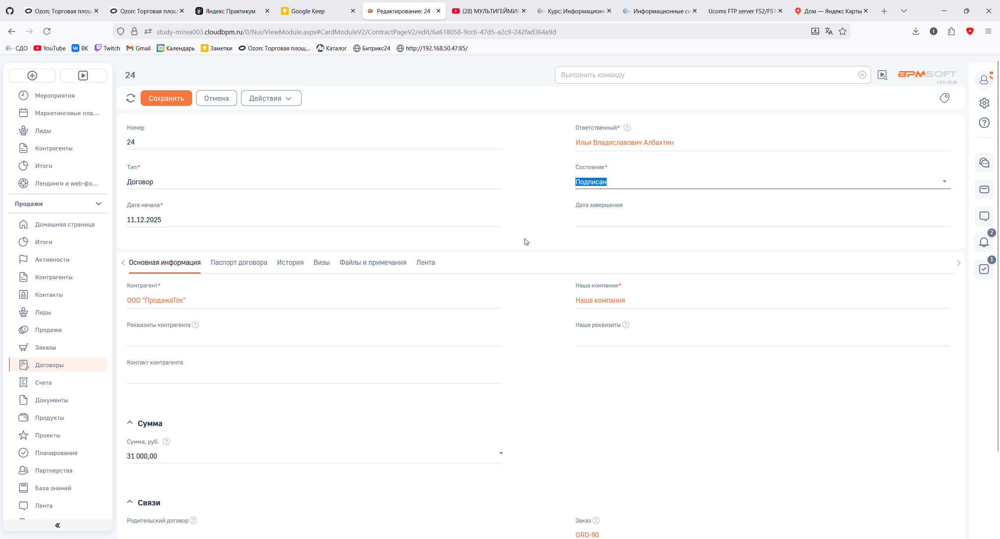 Ozon: Торговая площ
Ozon: Торговая площ
Яндекс Практикум
Google Keep
Редактирование: 24 -
(28) МУЛЬТИГЕЙМИН
Курс: Информационн
Информационные си
Ucoms FTP server FS2/FS1
Дом — Яндекс Карты
study-mirea003.cloudbpm.ru/0/Nui/ViewModule.aspx#CardModuleV2/ContractPageV2/edit/6a618058-9cc6-47d5-a2c9-242fad364a9d
СДО
YouTube
ВК
Twitch
Gmail
31
Календарь
Заметки
Ozon: Торговая площ...
Каталог
Битрикс24
http://192.168.50.47:85/
24
Выполнить команду
BPMSOFT
1.8.0.19108
Сохранить
Отмена
Действия
Мероприятия
Маркетинговые пла...
Лиды
Контрагенты
Итоги
Лендинги и web-фо...
Продажи
Домашняя страница
Итоги
Активности
Контрагенты
Контакты
Лиды
Продажи
Заказы
Договоры
Счета
Документы
Продукты
Проекты
Планирование
Партнерства
База знаний
Лента
Номер
24
Ответственный*
Илья Владиславович Албахтин
Тип*
Договор
Состояние*
Подписан
Дата начала*
11.12.2025
Дата завершения
Основная информация
Паспорт договора
История
Визы
Файлы и примечания
Лента
Контрагент*
ООО "ПродажаТех"
Наша компания*
Наша компания
Реквизиты контрагента
Наши реквизиты
Контакт контрагента
Сумма
Сумма, руб.
31 000,00
Связи
Родительский договор
Заказ
ORD-90
2
1